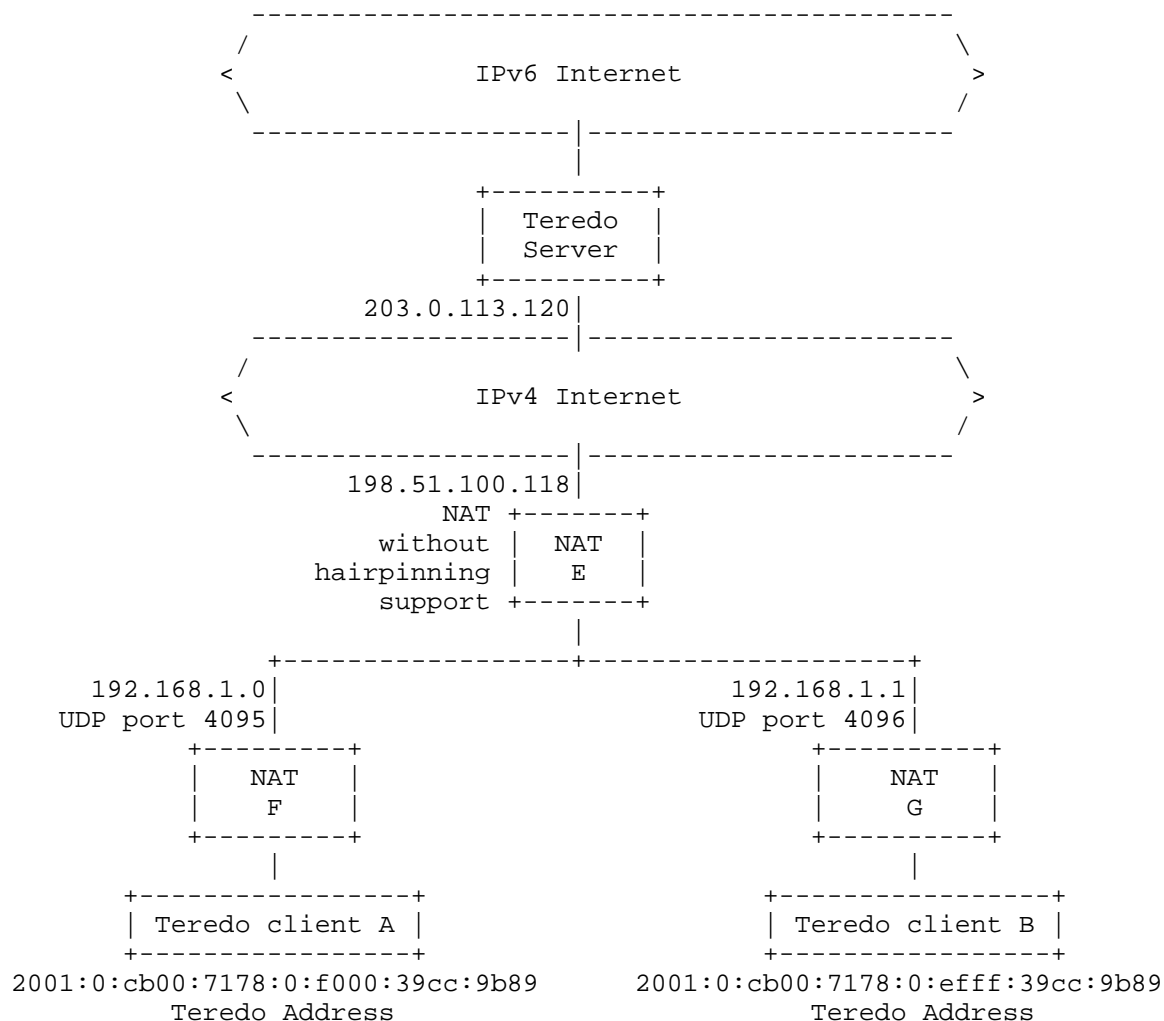 IPv6 Internet
Teredo
Server
203.0.113.120
IPv4 Internet
198.51.100.118
NAT
without NAT
hairpinning E
support
192.168.1.0 192.168.1.1
UDP port 4095 UDP port 4096
NAT NAT
F G
Teredo client A Teredo client B
2001:0:cb00:7178:0:f000:39cc:9b89 2001:0:cb00:7178:0:efff:39cc:9b89
Teredo Address Teredo Address